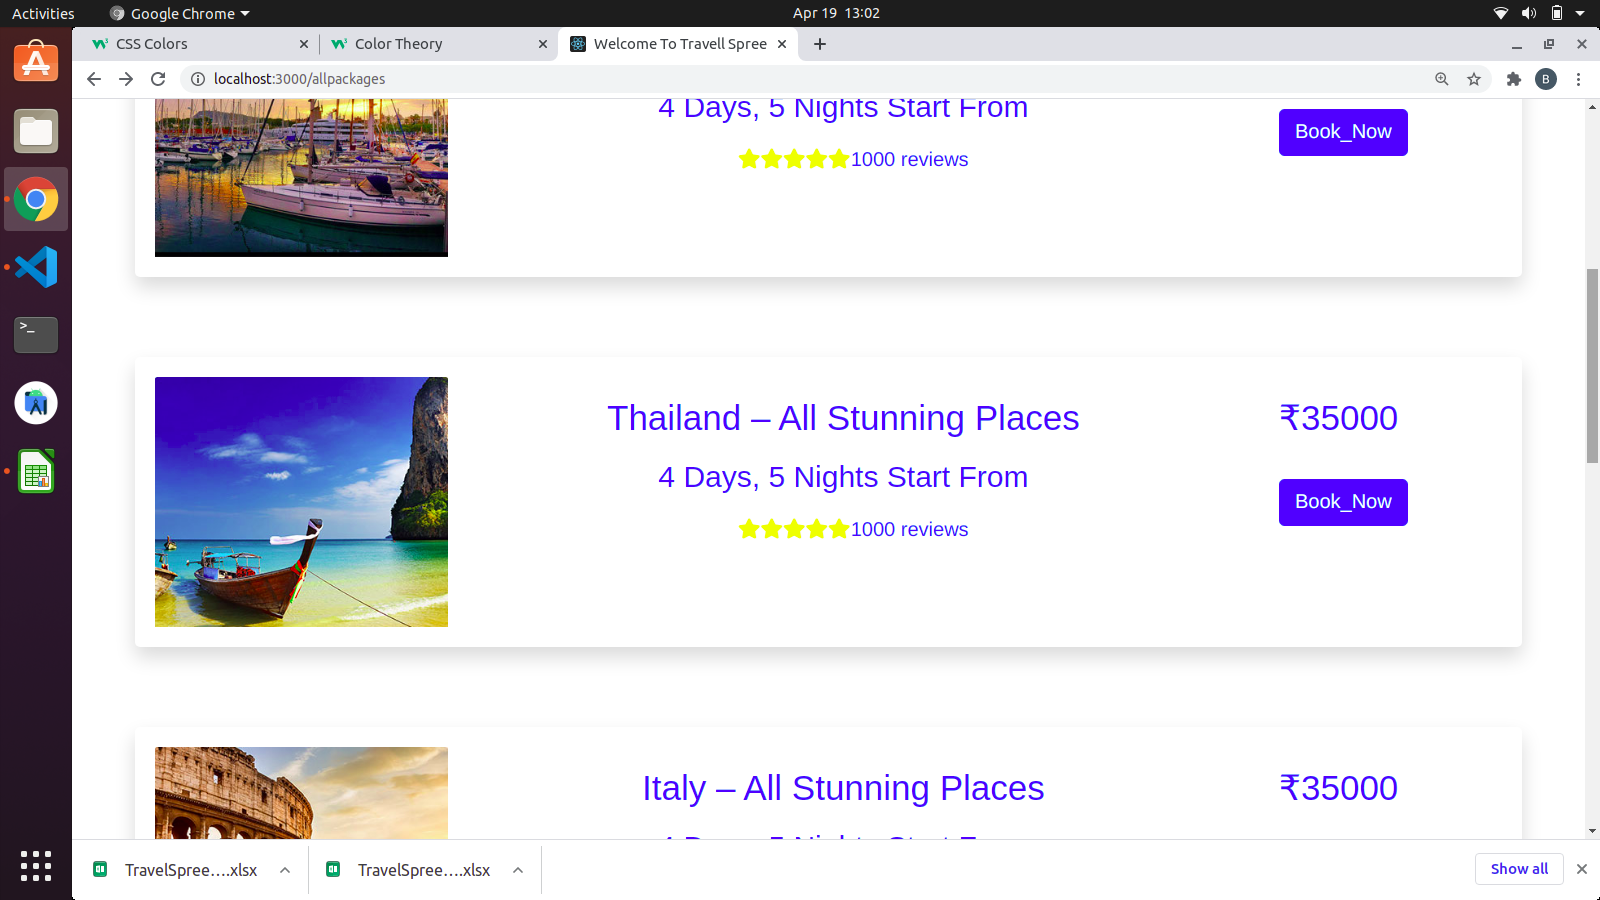 Activities
Google Chrome
Apr 19 13:02
CSS Colors
Color Theory
Welcome To Travell Spree
localhost:3000/allpackages
B
4 Days, 5 Nights Start From
Book_Now
1000 reviews
Thailand – All Stunning Places
₹35000
4 Days, 5 Nights Start From
Book_Now
1000 reviews
Italy – All Stunning Places
₹35000
TravelSpree....xlsx
TravelSpree....xlsx
Show all